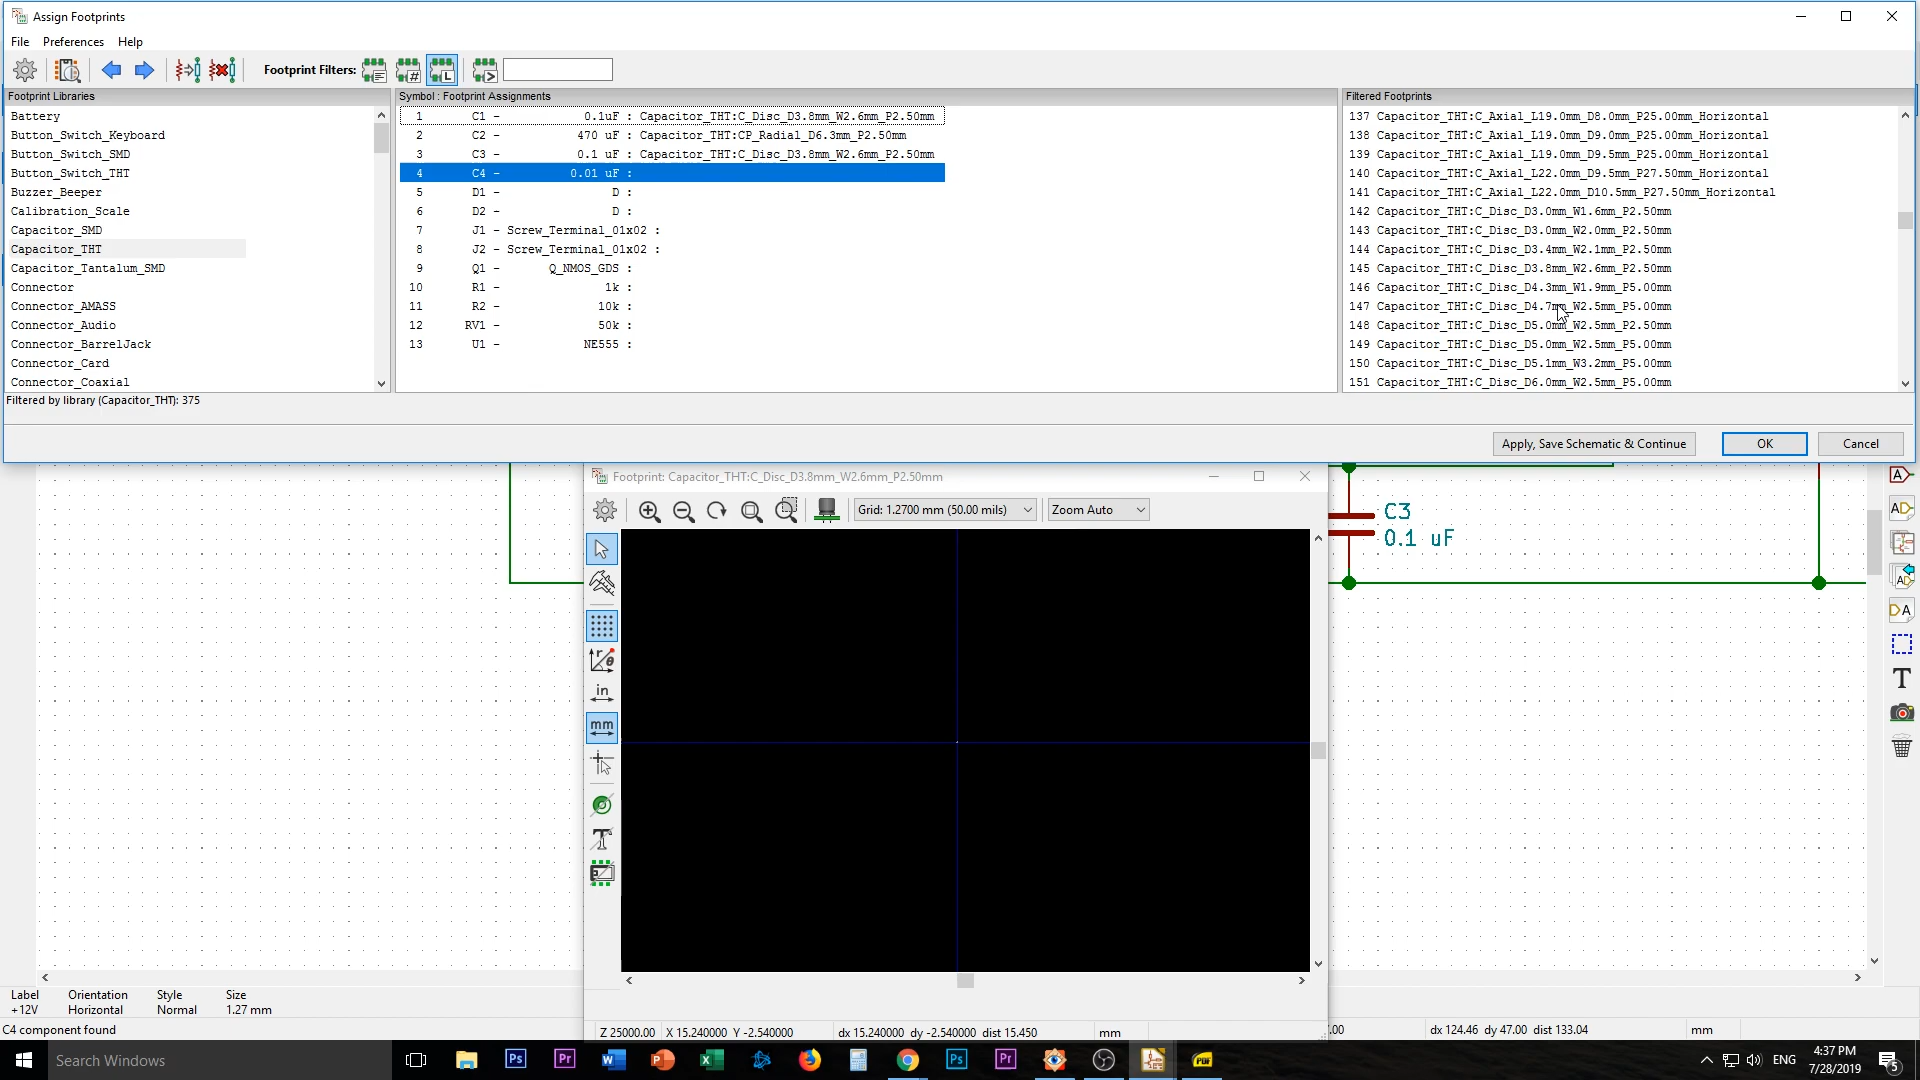 Assign Footprints
File Preferences Help
Footprint Filters:
Footprint Libraries
Battery
Button_Switch_Keyboard
Button_Switch_SMD
Button_Switch_THT
Buzzer_Beeper
Calibration_Scale
Capacitor_SMD
Capacitor_THT
Capacitor_Tantalum_SMD
Connector
Connector_AMASS
Connector_Audio
Connector_BarrelJack
Connector_Card
Connector_Coaxial
Symbol : Footprint Assignments
1 C1 - 0.1uF : Capacitor_THT:C_Disc_D3.8mm_W2.6mm_P2.50mm
2 C2 - 470 uF : Capacitor_THT:CP_Radial_D6.3mm_P2.50mm
3 C3 - 0.1 uF : Capacitor_THT:C_Disc_D3.8mm_W2.6mm_P2.50mm
4 C4 - 0.01 uF :
5 D1 - D :
6 D2 - D :
7 J1 - Screw_Terminal_01x02 :
8 J2 - Screw_Terminal_01x02 :
9 Q1 - Q_NMOS_GDS :
10 R1 - 1k :
11 R2 - 10k :
12 RV1 - 50k :
13 U1 - NE555 :
Filtered Footprints
137 Capacitor_THT:C_Axial_L19.0mm_D8.0mm_P25.00mm_Horizontal
138 Capacitor_THT:C_Axial_L19.0mm_D9.0mm_P25.00mm_Horizontal
139 Capacitor_THT:C_Axial_L19.0mm_D9.5mm_P25.00mm_Horizontal
140 Capacitor_THT:C_Axial_L22.0mm_D9.5mm_P27.50mm_Horizontal
141 Capacitor_THT:C_Axial_L22.0mm_D10.5mm_P27.50mm_Horizontal
142 Capacitor_THT:C_Disc_D3.0mm_W1.6mm_P2.50mm
143 Capacitor_THT:C_Disc_D3.0mm_W2.0mm_P2.50mm
144 Capacitor_THT:C_Disc_D3.4mm_W2.1mm_P2.50mm
145 Capacitor_THT:C_Disc_D3.8mm_W2.6mm_P2.50mm
146 Capacitor_THT:C_Disc_D4.3mm_W1.9mm_P5.00mm
147 Capacitor_THT:C_Disc_D4.7mm_W2.5mm_P5.00mm
148 Capacitor_THT:C_Disc_D5.0mm_W2.5mm_P2.50mm
149 Capacitor_THT:C_Disc_D5.0mm_W2.5mm_P5.00mm
150 Capacitor_THT:C_Disc_D5.1mm_W3.2mm_P5.00mm
151 Capacitor_THT:C_Disc_D6.0mm_W2.5mm_P5.00mm
Filtered by library (Capacitor_THT): 375
Apply, Save Schematic & Continue
OK
Cancel
Footprint: Capacitor_THT:C_Disc_D3.8mm_W2.6mm_P2.50mm
Grid: 1.2700 mm (50.00 mils)
Zoom Auto
in
mm
C3
0.1 uF
Z 25000.00 X 15.240000 Y -2.540000 dx 15.240000 dy -2.540000 dist 15.450 mm
Label Orientation Style Size
+12V Horizontal Normal 1.27 mm
C4 component found
.00 dx 124.46 dy 47.00 dist 133.04 mm
Search Windows
ENG
4:37 PM
7/28/2019
5